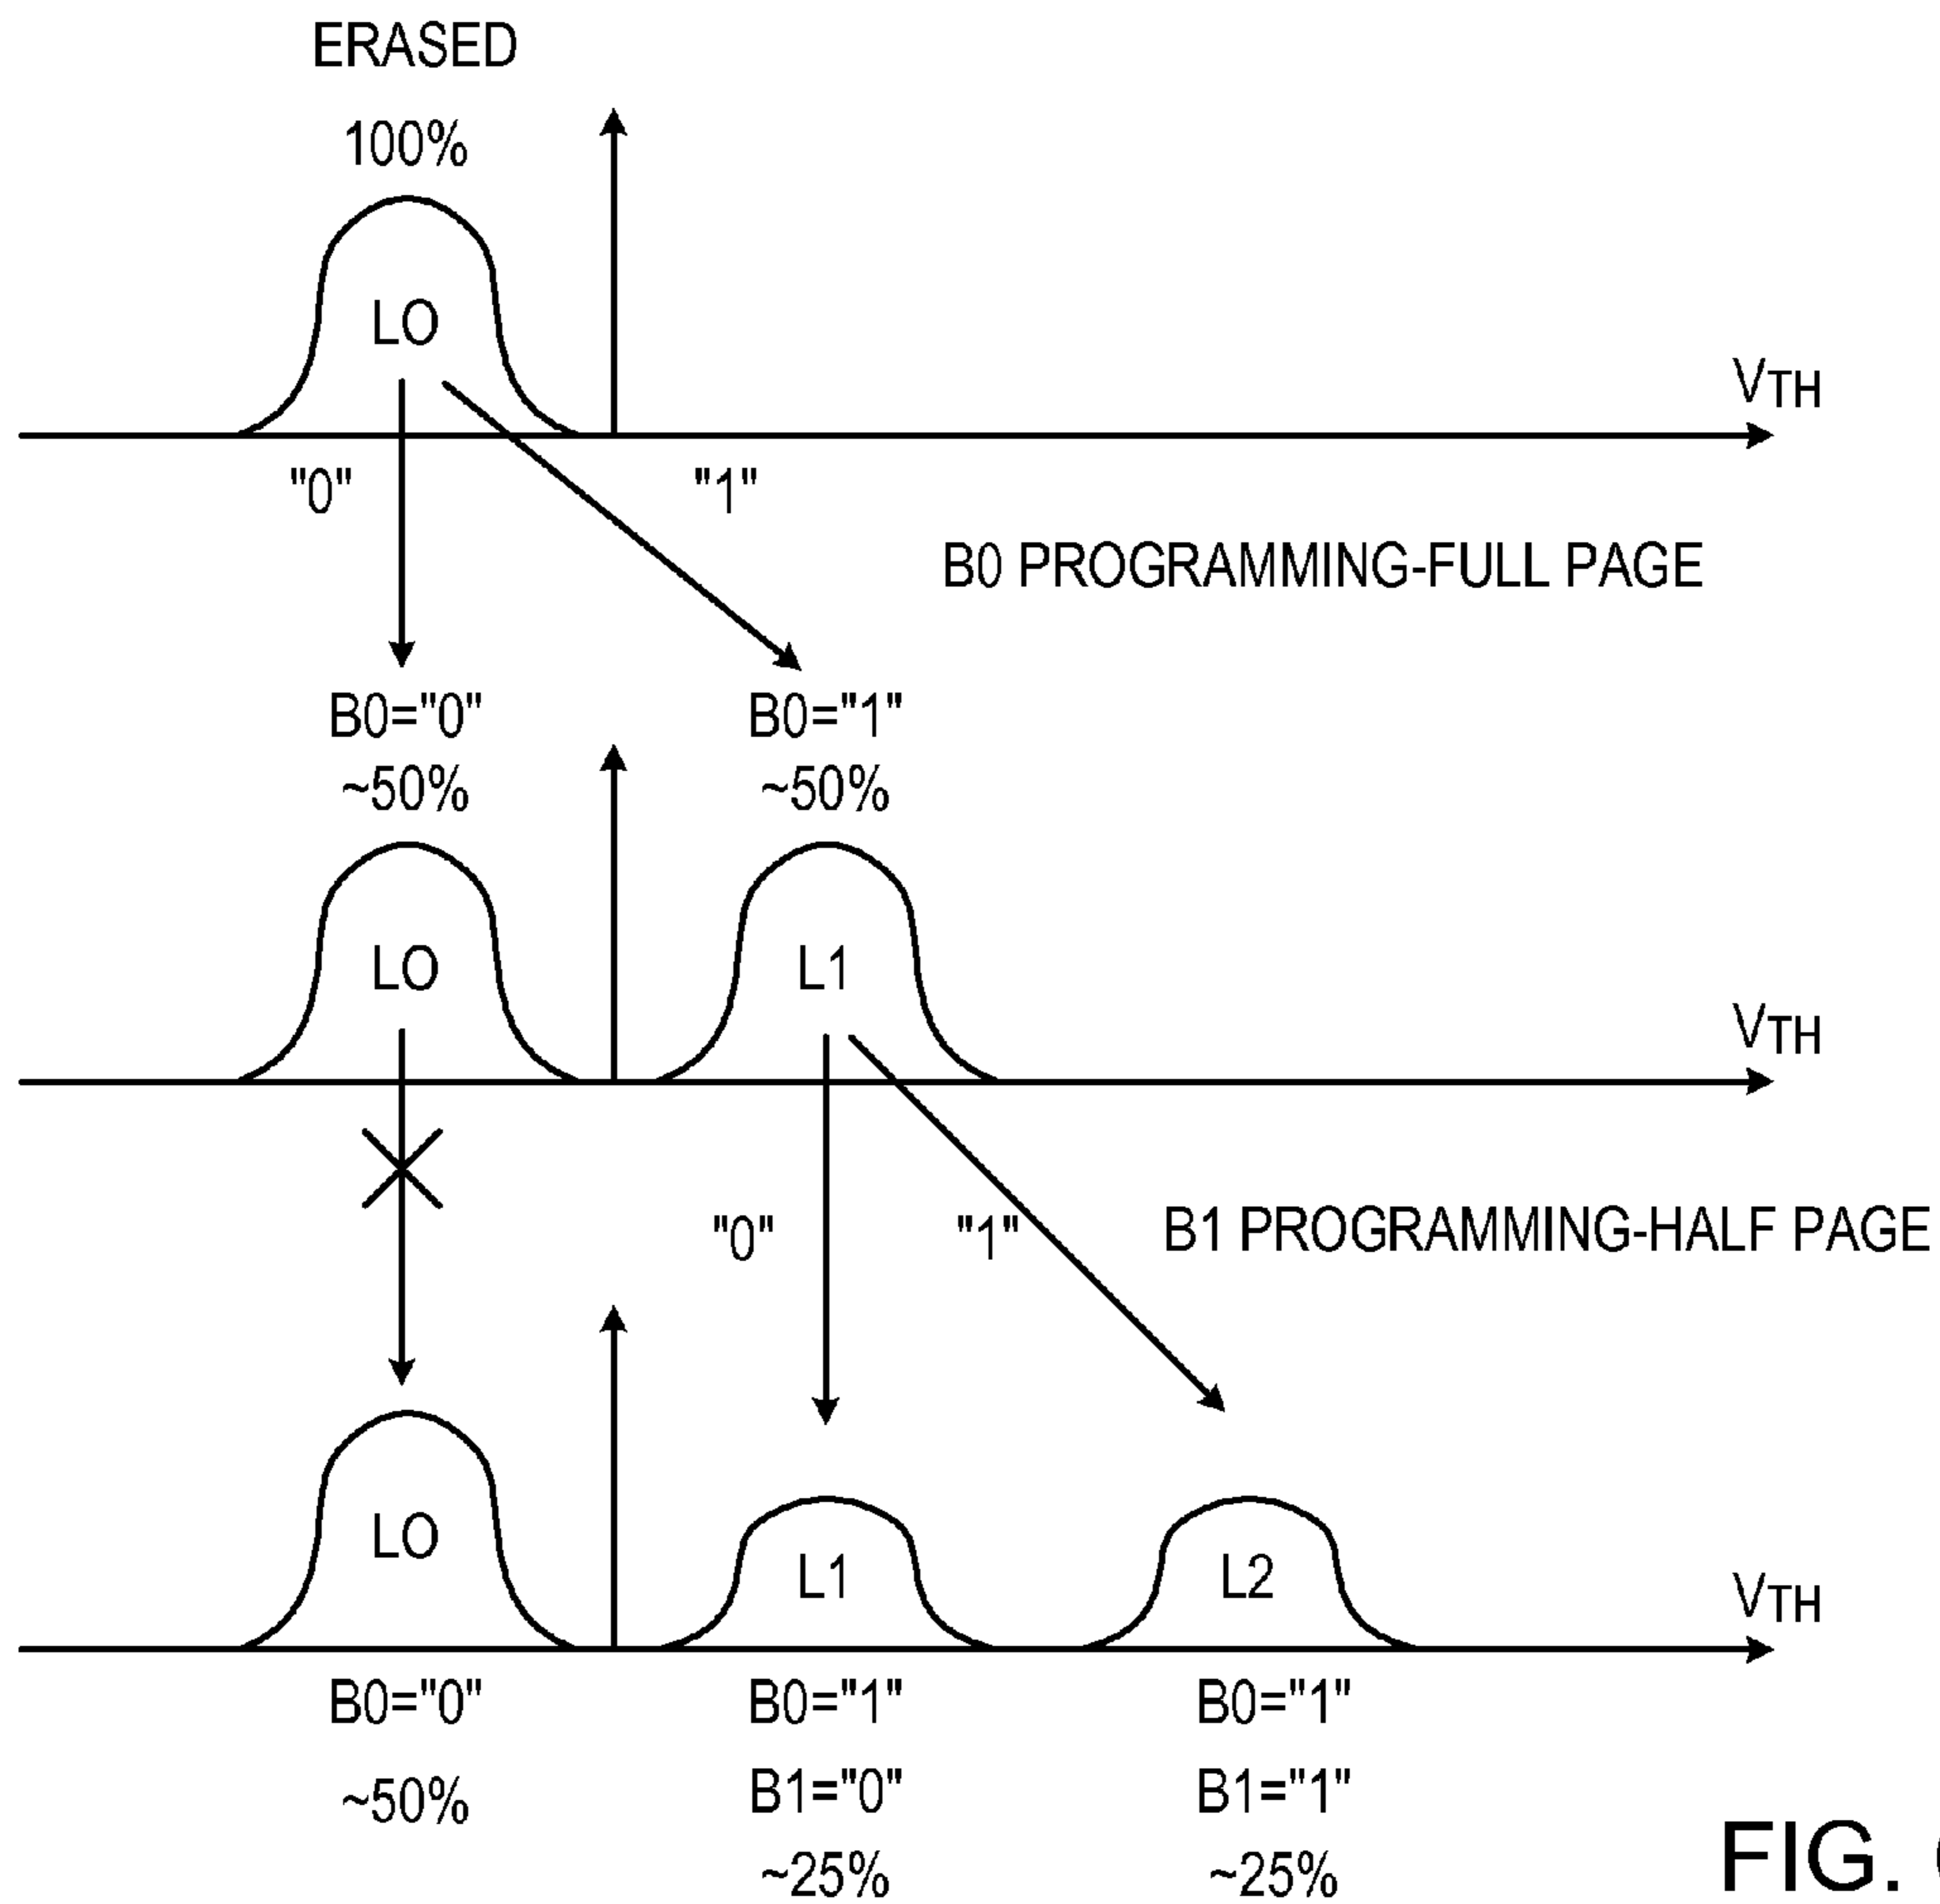 ERASED
100%
LO
VTH
"0" "1"
B0 PROGRAMMING-FULL PAGE
B0="0" B0="1"
~50% ~50%
LO L1
VTH
"0" "1" B1 PROGRAMMING-HALF PAGE
LO L1 L2
VTH
B0="0" B0="1" B0="1"
B1="0" B1="1"
~50%
~25% ~25%
FIG.